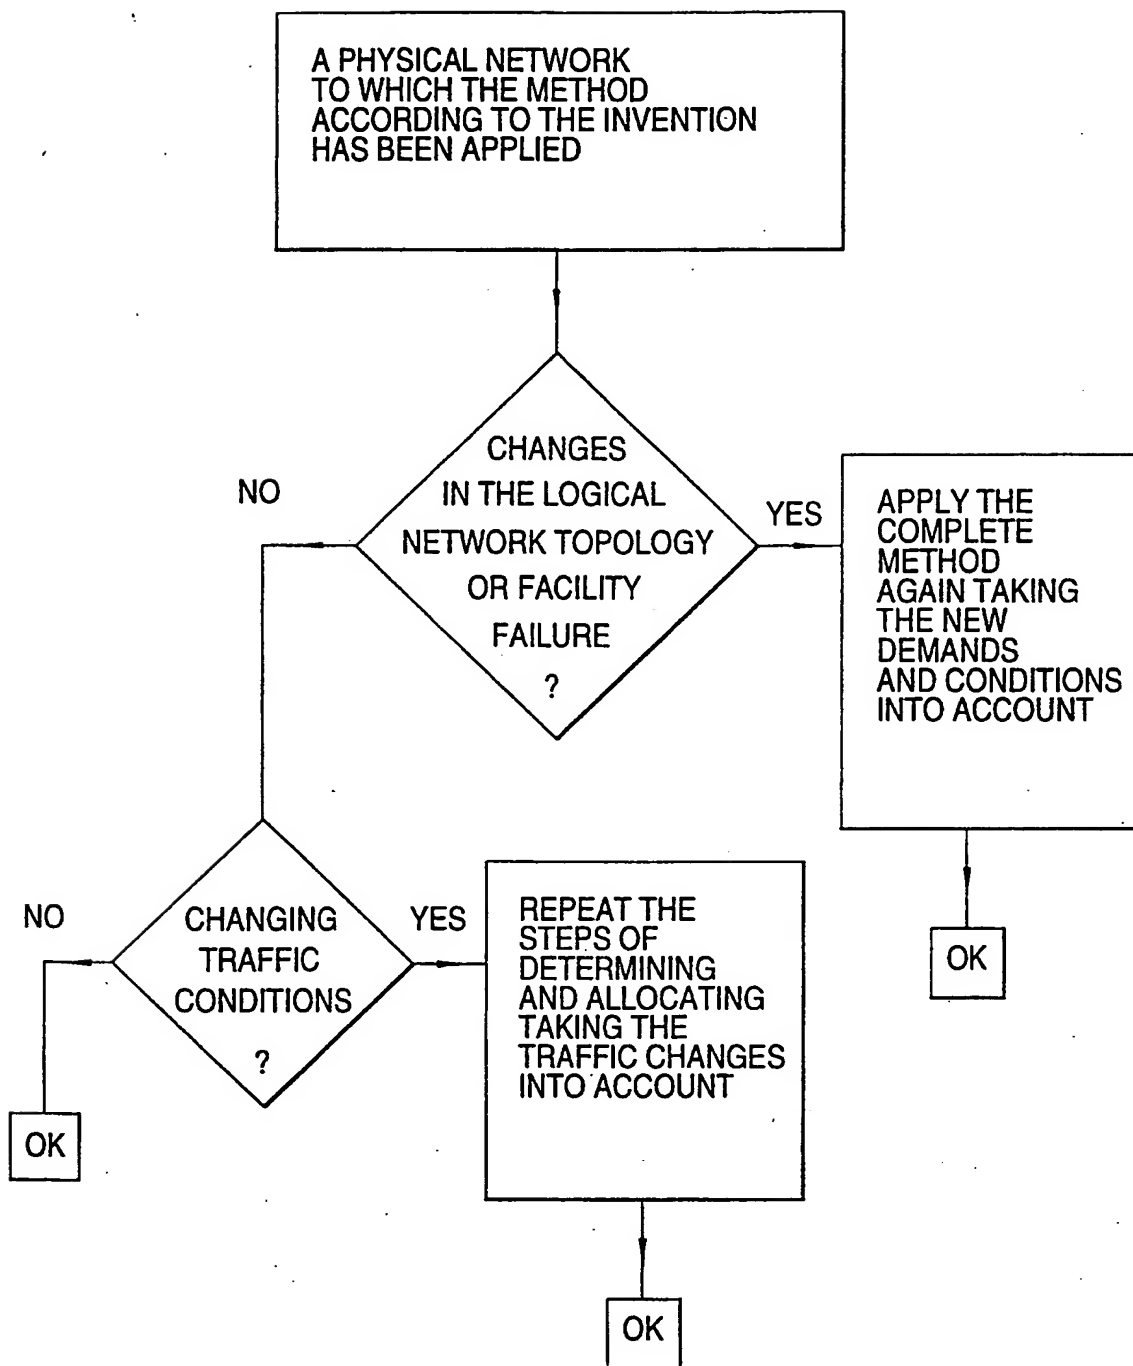 A PHYSICAL NETWORK
TO WHICH THE METHOD
ACCORDING TO THE INVENTION
HAS BEEN APPLIED
CHANGES
IN THE LOGICAL
NETWORK TOPOLOGY
OR FACILITY
FAILURE
?
NO
YES
APPLY THE
COMPLETE
METHOD
AGAIN TAKING
THE NEW
DEMANDS
AND CONDITIONS
INTO ACCOUNT
OK
CHANGING
TRAFFIC
CONDITIONS
?
NO
YES
REPEAT THE
STEPS OF
DETERMINING
AND ALLOCATING
TAKING THE
TRAFFIC CHANGES
INTO ACCOUNT
OK
OK